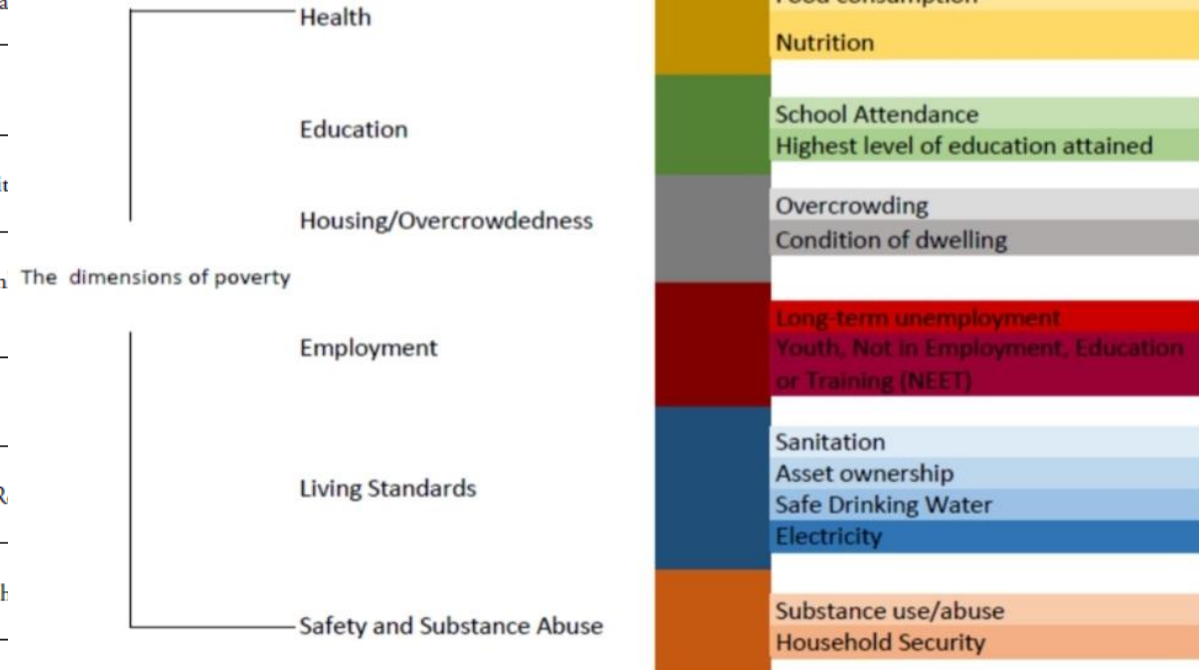 Health
Education
Housing/Overcrowdedness
The dimensions of poverty
Employment
Living Standards
Safety and Substance Abuse
Food consumption
Nutrition
School Attendance
Highest level of education attained
Overcrowding
Condition of dwelling
Long-term unemployment
Youth, Not in Employment, Education
or Training (NEET)
Sanitation
Asset ownership
Safe Drinking Water
Electricity
Substance use/abuse
Household Security